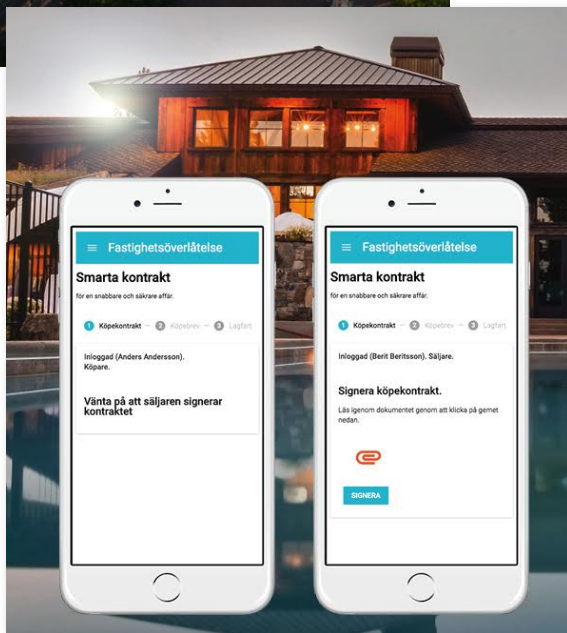 Fastighetsöverlåtelse
Smarta kontrakt
för en snabbare och säkrare affär.
1 Köpekontrakt — 2 Köpebrev — 3 Lagfart
Inloggad (Anders Andersson).
Köpare.
Vänta på att säljaren signerar
kontraktet
Fastighetsöverlåtelse
Smarta kontrakt
för en snabbare och säkrare affär.
1 Köpekontrakt — 2 Köpebrev — 3 Lagfart
Inloggad (Berit Beritsson). Säljare.
Signera köpekontrakt.
Läs igenom dokumentet genom att klicka på gemet
nedan.
SIGNERA